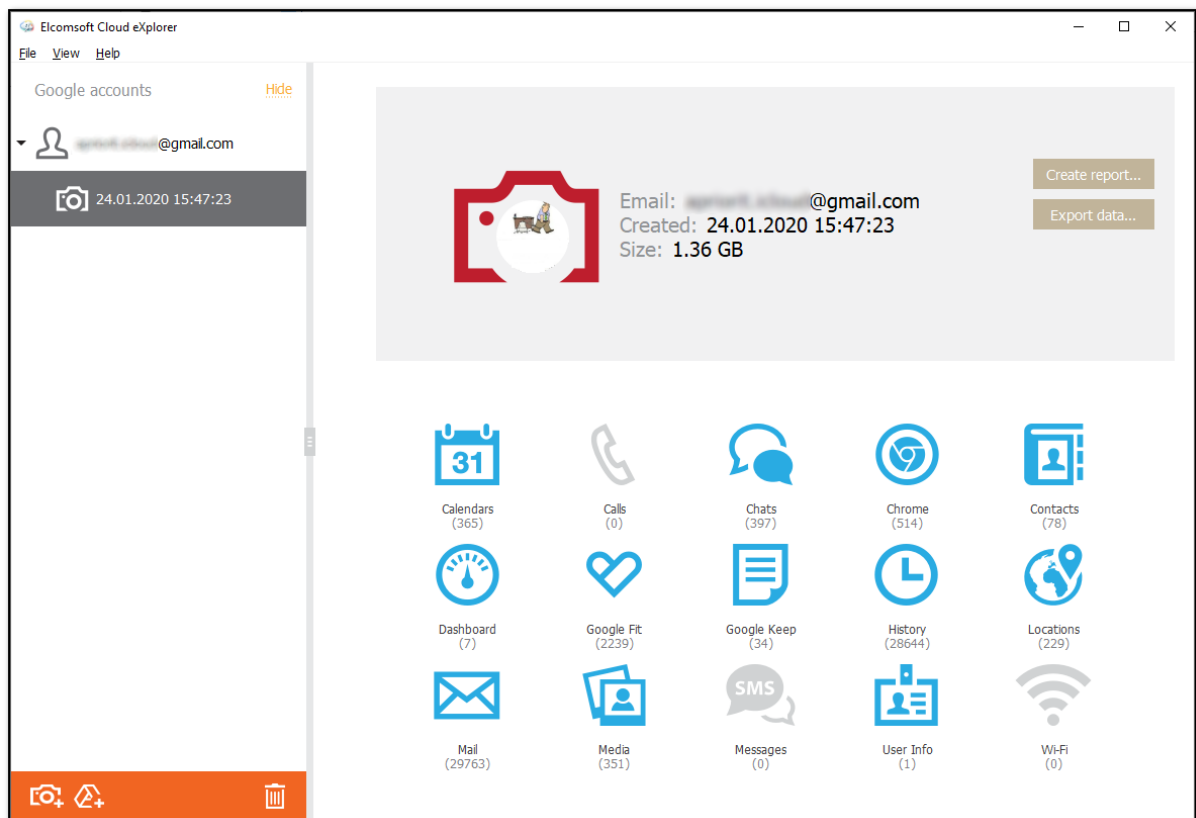 Elcomsoft Cloud eXplorer
File View Help
Google accounts Hide
@gmail.com
24.01.2020 15:47:23
Create report...
Export data...
Email: @gmail.com
Created: 24.01.2020 15:47:23
Size: 1.36 GB
31
Calendars
(365)
Calls
(0)
Chats
(397)
Chrome
(514)
Contacts
(78)
Dashboard
(7)
Google Fit
(2239)
Google Keep
(34)
History
(28644)
Locations
(229)
SMS
Mail
(29763)
Media
(351)
Messages
(0)
User Info
(1)
Wi-Fi
(0)